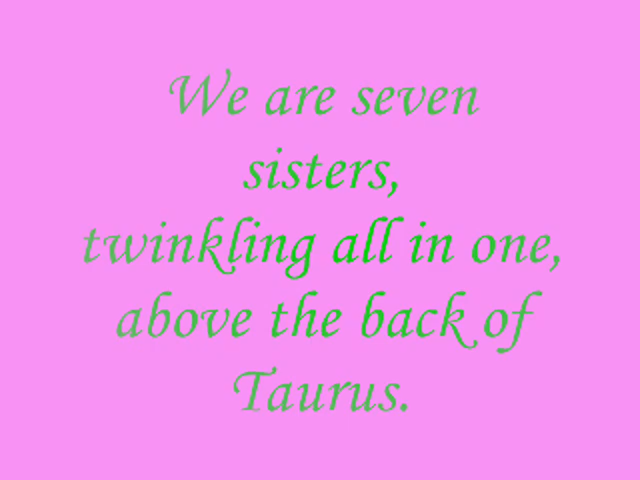 We are seven
sisters,
twinkling all in one,
above the back of
Taurus.